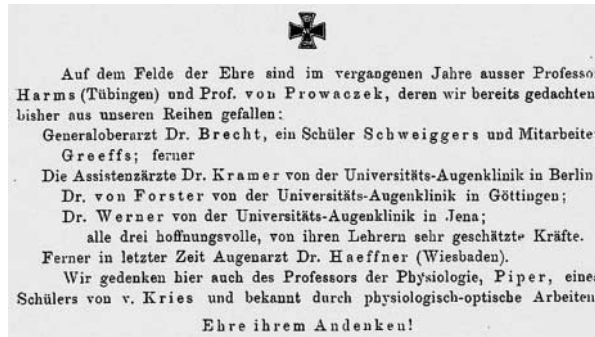 Auf dem Felde der Ehre sind im vergangenen Jahre ausser Professo
Harms (Tübingen) und Prof. von Prowaczek, deren wir bereits gedachten
bisher aus unseren Reihen gefallen:
Generaloberarzt Dr. Brecht, ein Schüler Schweiggers und Mitarbeite
Greeffs; ferner
Die Assistenzärzte Dr. Kramer von der Universitäts-Augenklinik in Berlin
Dr. von Forster von der Universitäts-Augenklinik in Göttingen;
Dr. Werner von der Universitäts-Augenklinik in Jena;
alle drei hoffnungsvolle, von ihren Lehrern sehr geschätzte Kräfte.
Ferner in letzter Zeit Augenarzt Dr. Haeffner (Wiesbaden).
Wir gedenken hier auch des Professors der Physiologie, Piper, eine
Schülers von v. Kries und bekannt durch physiologisch-optische Arbeiten
Ehre ihrem Andenken!